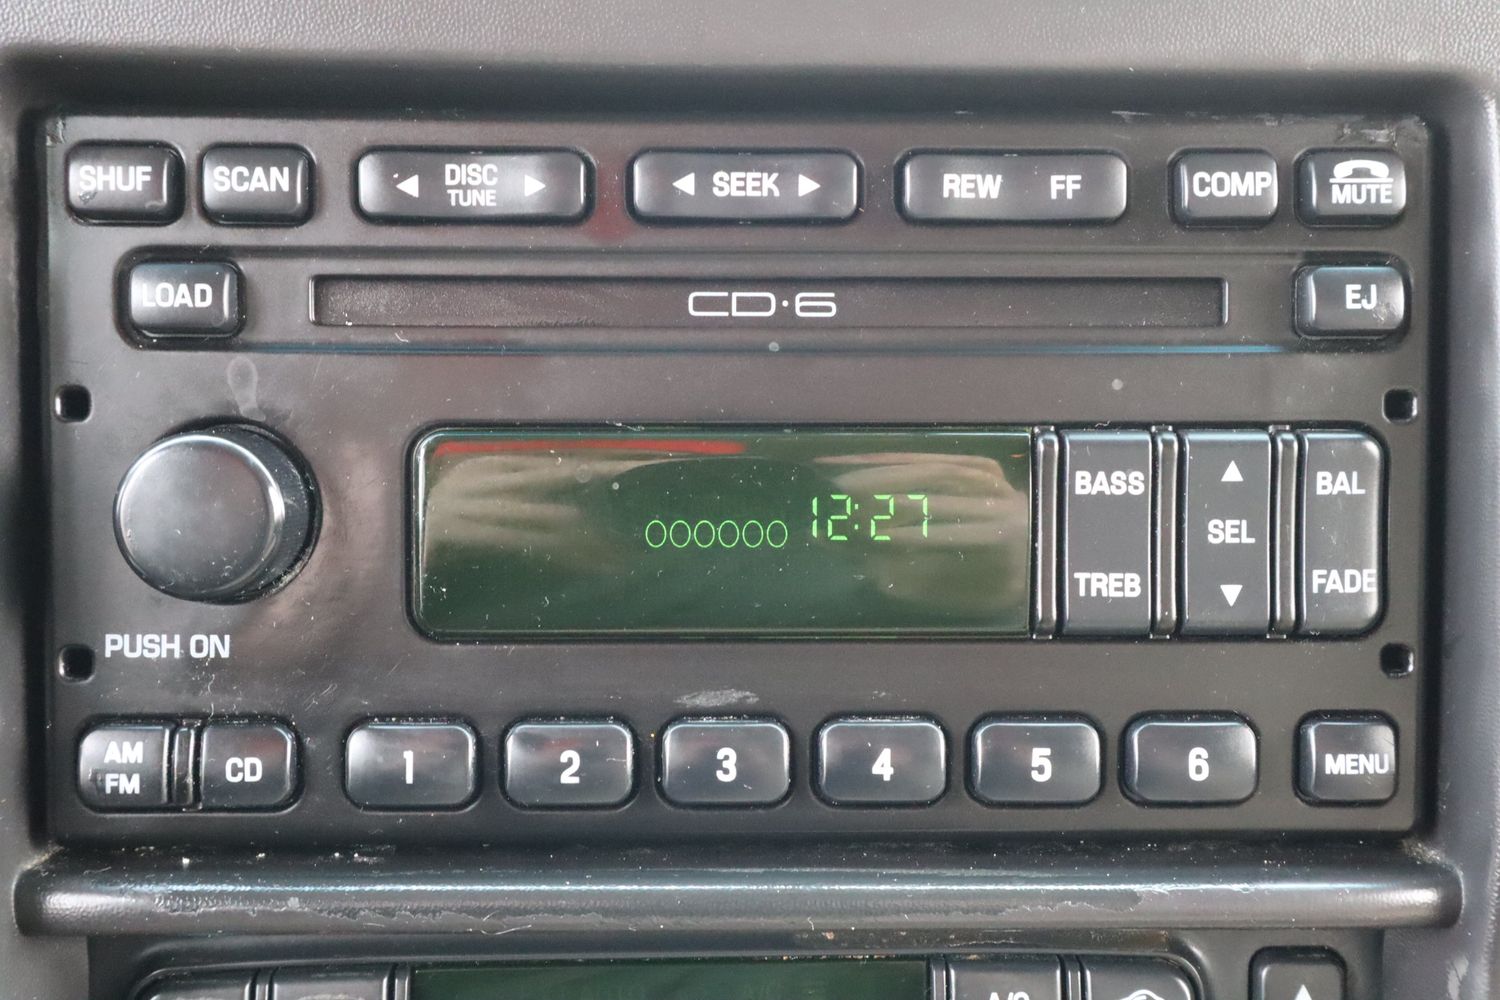 SHUF SCAN DISC TUNE SEEK REW FF COMP MUTE
LOAD CD·6 EJ
000000 12:27
BASS SEL BAL
TREB FADE
PUSH ON
AM FM CD 1 2 3 4 5 6 MENU
A/C